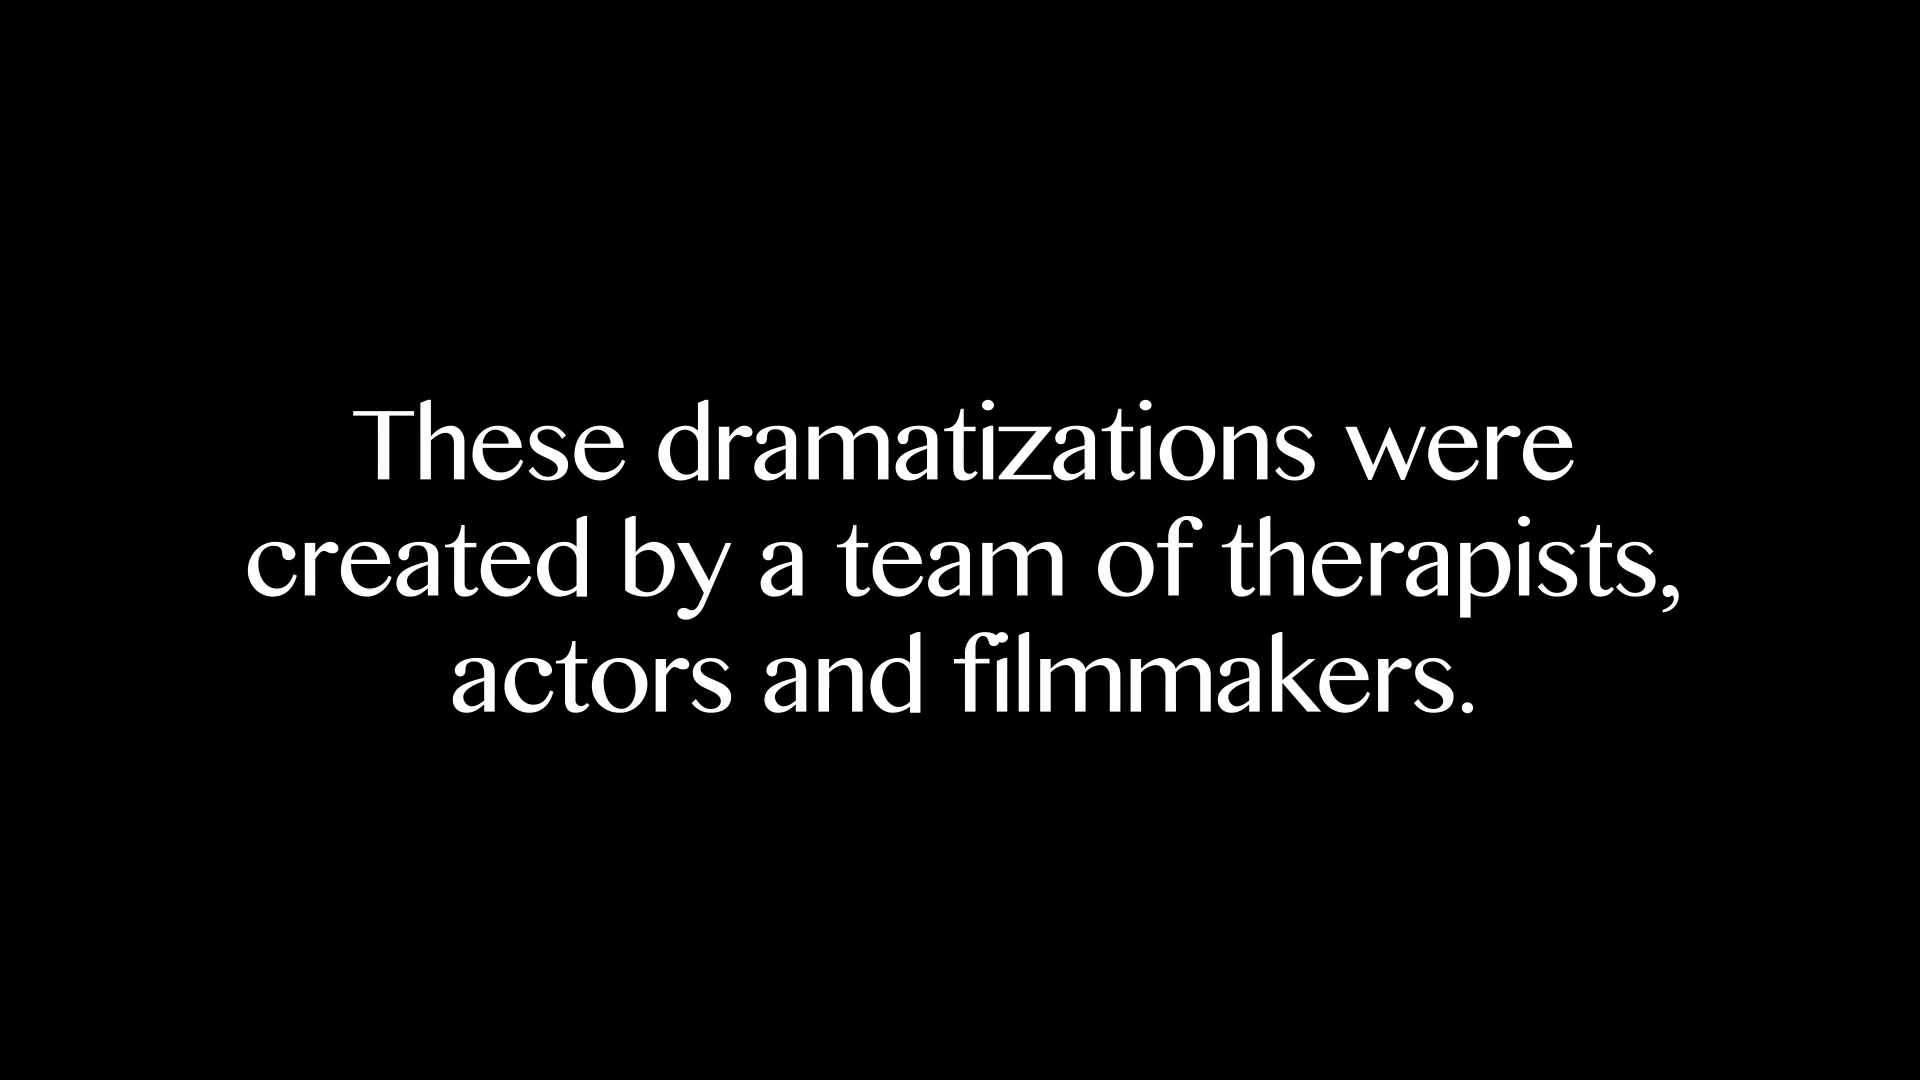 These dramatizations were
created by a team of therapists,
actors and filmmakers.